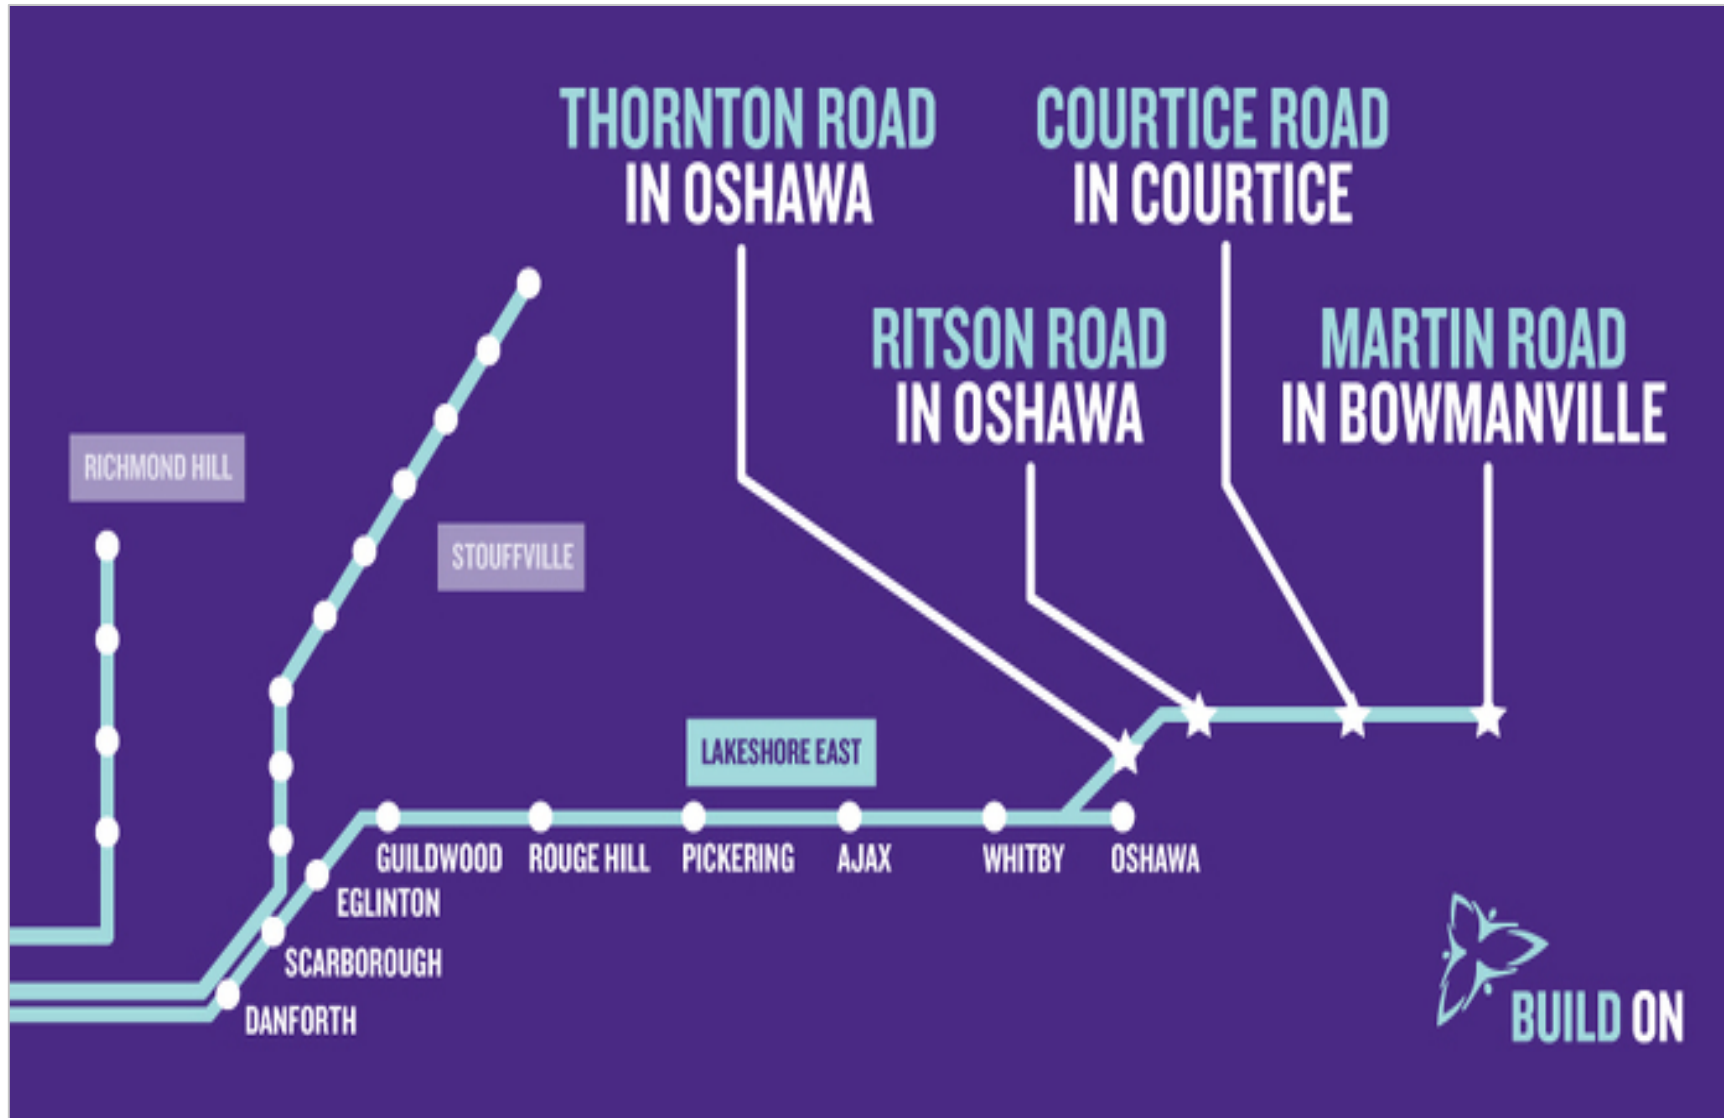 THORNTON ROAD
IN OSHAWA
COURTICE ROAD
IN COURTICE
RITSON ROAD
IN OSHAWA
MARTIN ROAD
IN BOWMANVILLE
RICHMOND HILL
STOUFFVILLE
LAKESHORE EAST
GUILDWOOD
ROUGE HILL
PICKERING
AJAX
WHITBY
OSHAWA
EGLINTON
SCARBOROUGH
DANFORTH
BUILD ON